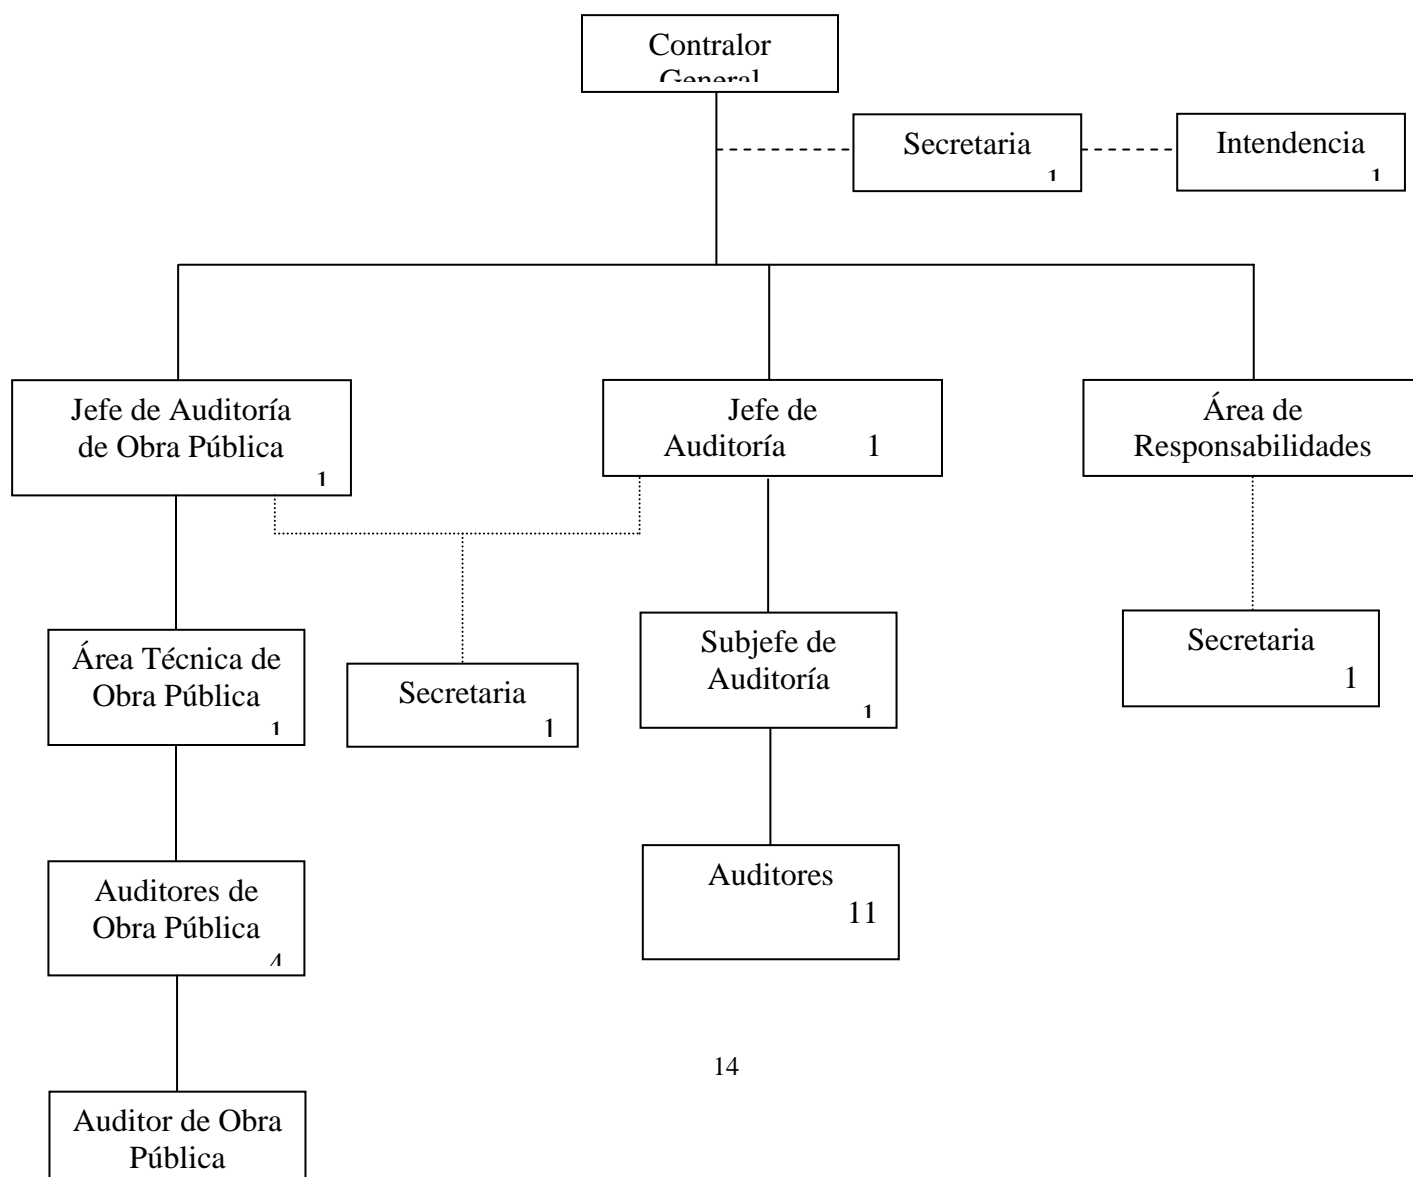 Contralor
General
Secretaria
1
Intendencia
1
Jefe de Auditoría
de Obra Pública
1
Jefe de
Auditoría 1
Área de
Responsabilidades
Área Técnica de
Obra Pública
1
Secretaria
1
Subjefe de
Auditoría
1
Secretaria
1
Auditores de
Obra Pública
4
Auditores
11
14
Auditor de Obra
Pública